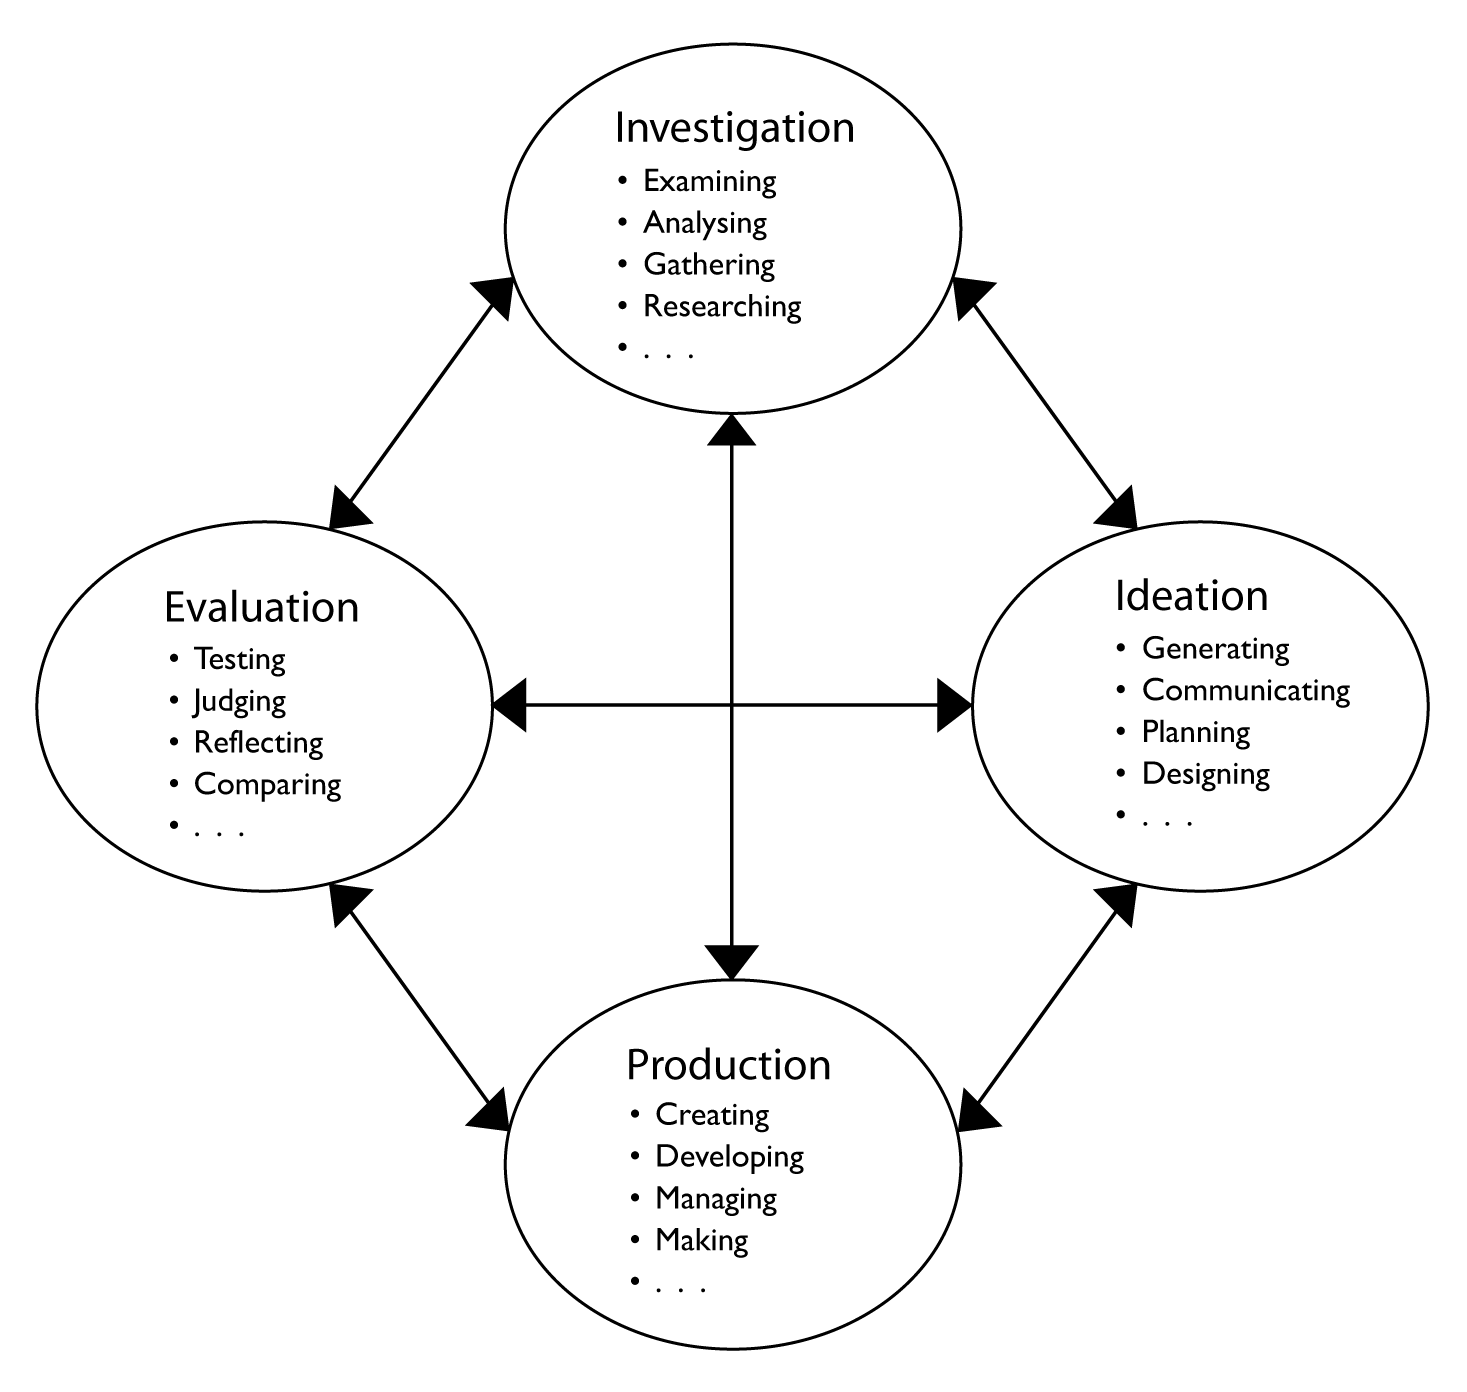 Investigation
• Examining
• Analysing
• Gathering
• Researching
• . . .
Evaluation
• Testing
• Judging
• Reflecting
• Comparing
• . . .
Ideation
• Generating
• Communicating
• Planning
• Designing
• . . .
Production
• Creating
• Developing
• Managing
• Making
• . . .